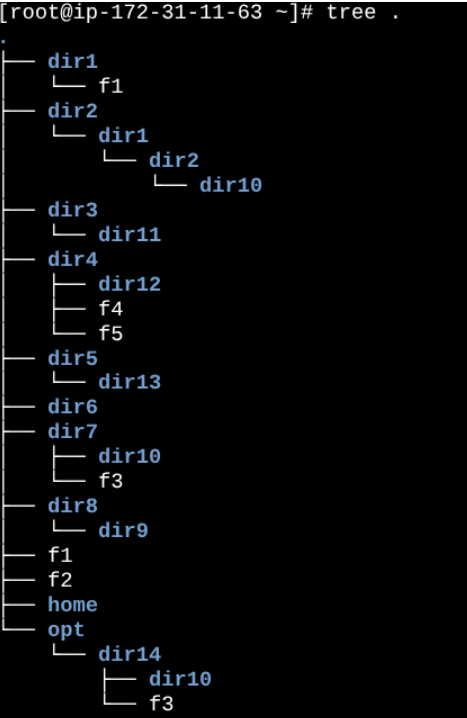 [root@ip-172-31-11-63 ~]# tree .
.
├── dir1
│   └── f1
├── dir2
│   └── dir1
│       └── dir2
│           └── dir10
├── dir3
│   └── dir11
├── dir4
│   ├── dir12
│   ├── f4
│   └── f5
├── dir5
│   └── dir13
├── dir6
├── dir7
│   ├── dir10
│   └── f3
├── dir8
│   └── dir9
├── f1
├── f2
├── home
└── opt
    └── dir14
        ├── dir10
        └── f3